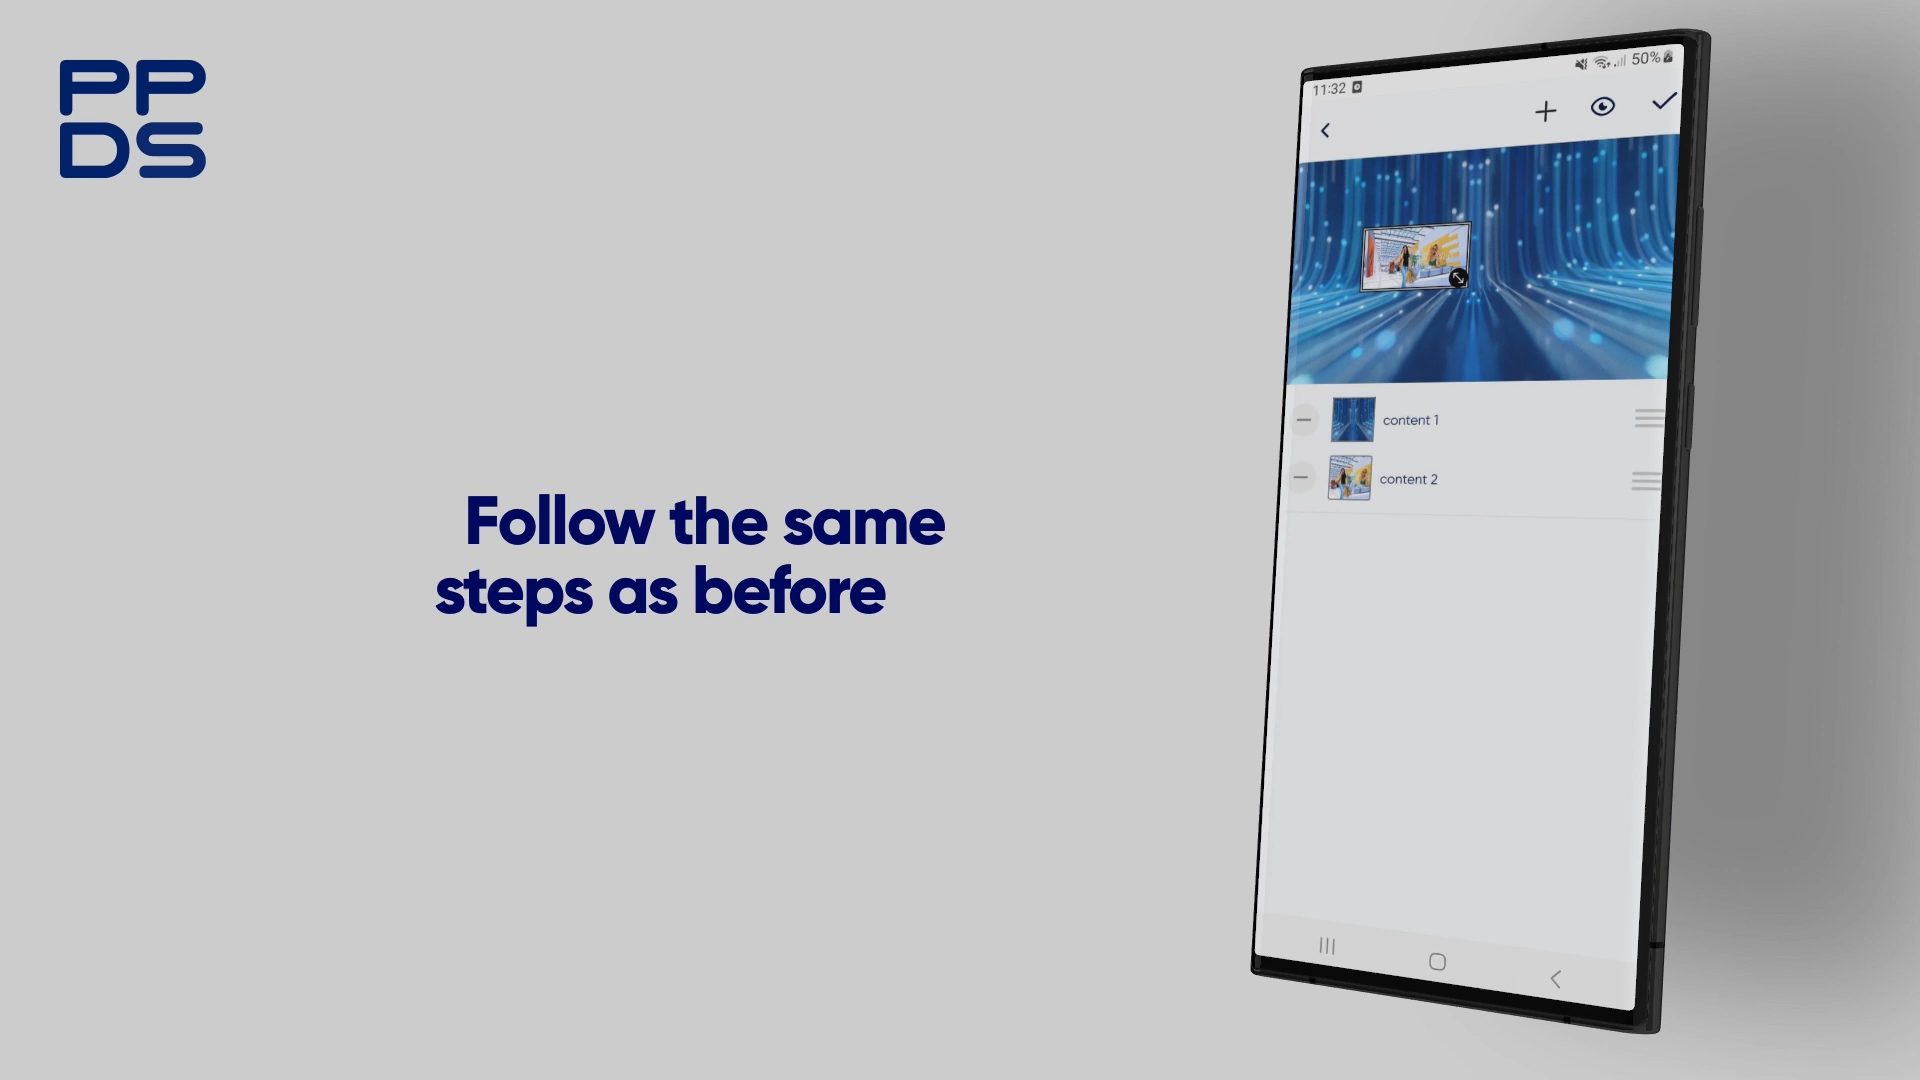 PP
DS
Follow the same
steps as before
11:32
50%
content 1
content 2